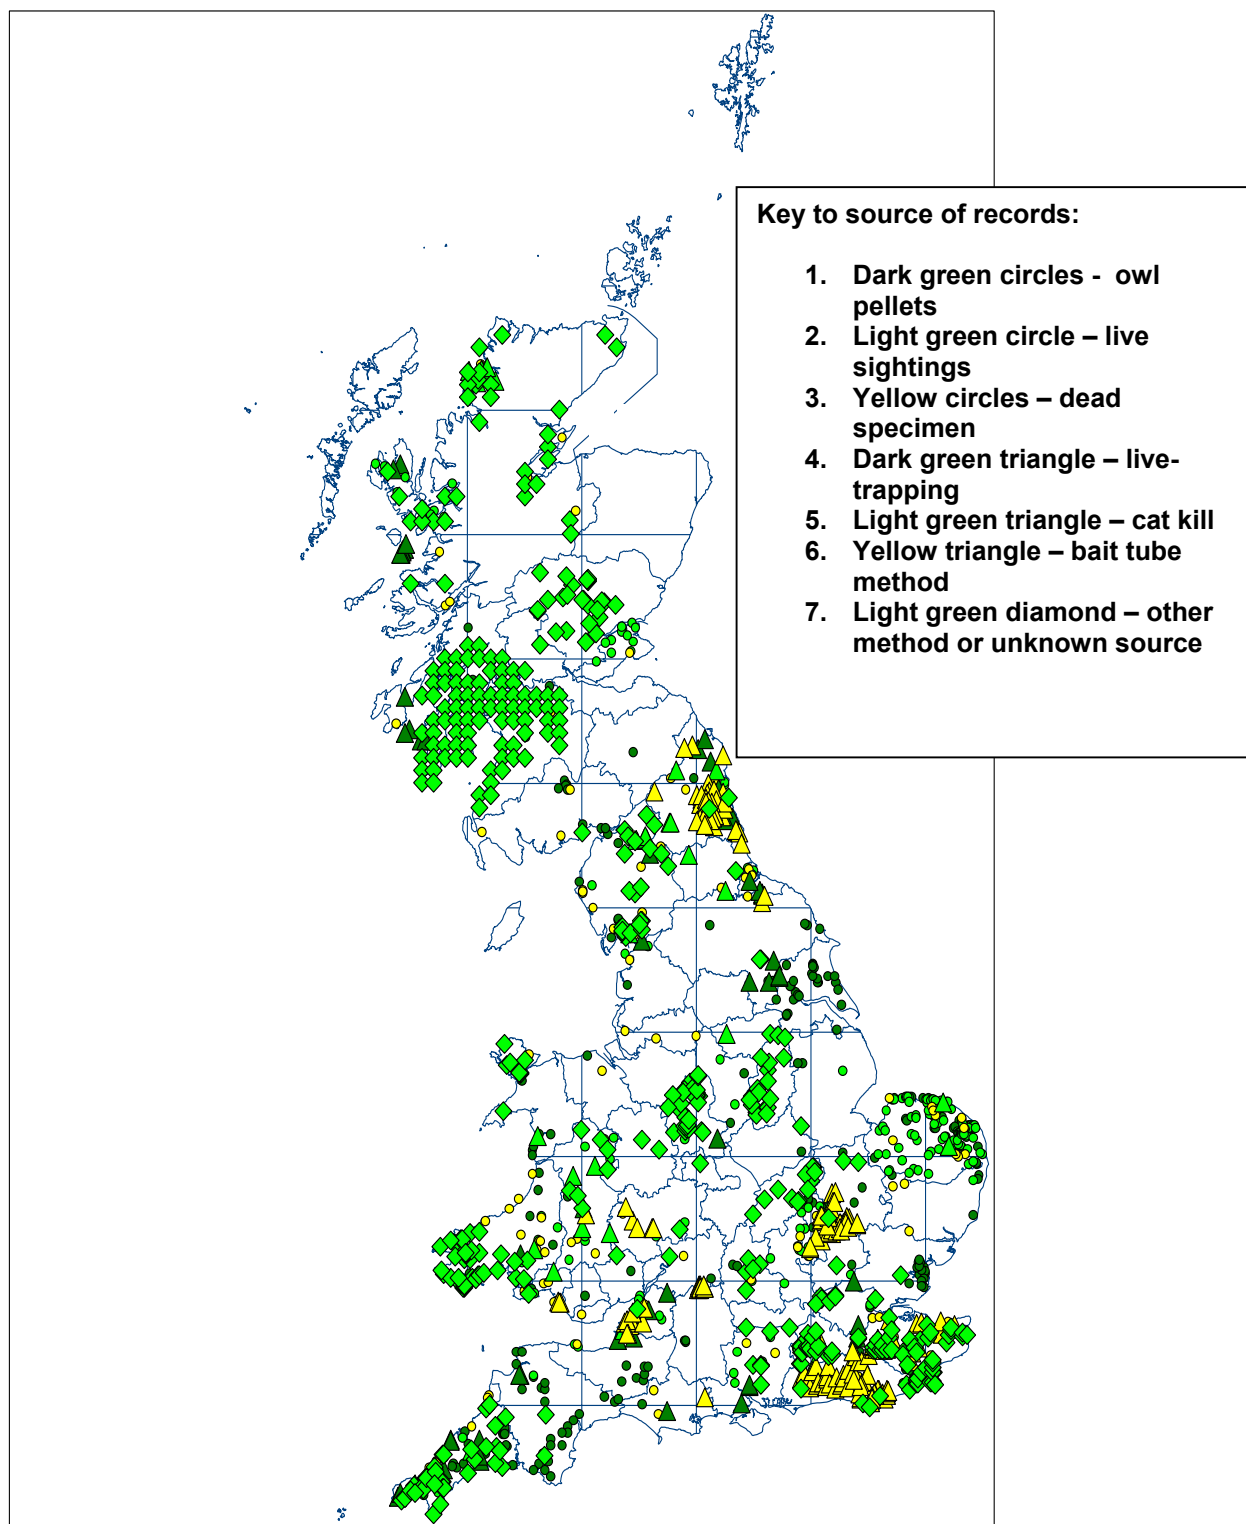 Key to source of records:
1. Dark green circles - owl
pellets
2. Light green circle – live
sightings
3. Yellow circles – dead
specimen
4. Dark green triangle – live-
trapping
5. Light green triangle – cat kill
6. Yellow triangle – bait tube
method
7. Light green diamond – other
method or unknown source